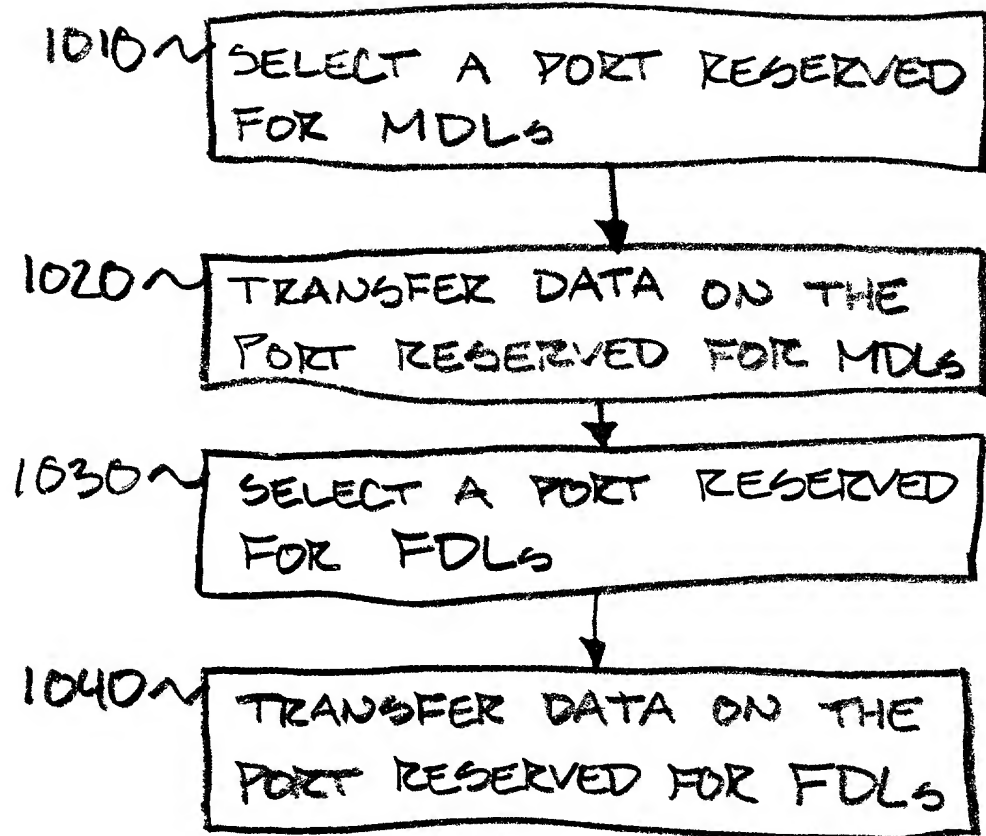 1010
SELECT A PORT RESERVED
FOR MDLs
1020
TRANSFER DATA ON THE
PORT RESERVED FOR MDLs
1030
SELECT A PORT RESERVED
FOR FDLs
1040
TRANSFER DATA ON THE
PORT RESERVED FOR FDLs